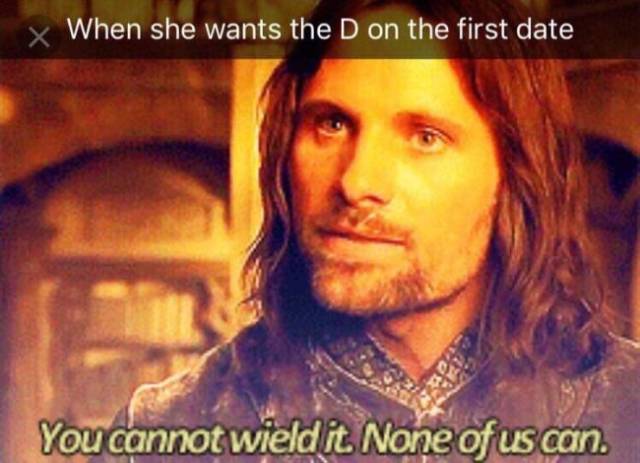 When she wants the D on the first date
You cannot wield it. None of us can.